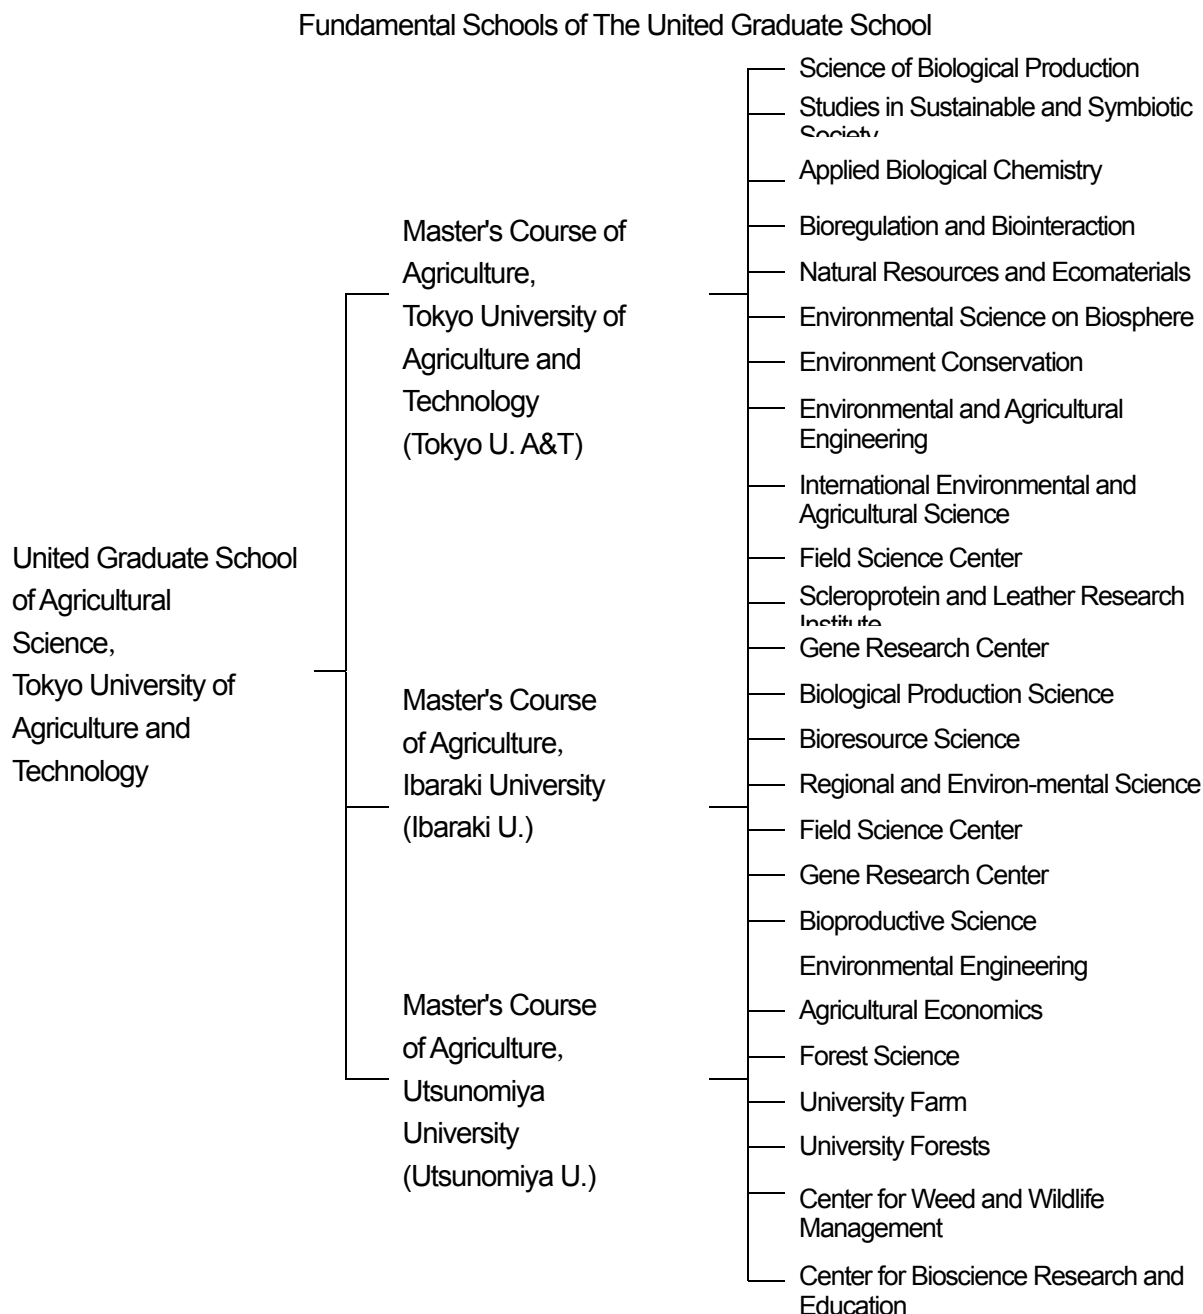 Fundamental Schools of The United Graduate School
United Graduate School
of Agricultural
Science,
Tokyo University of
Agriculture and
Technology
Master's Course of
Agriculture,
Tokyo University of
Agriculture and
Technology
(Tokyo U. A&T)
Master's Course
of Agriculture,
Ibaraki University
(Ibaraki U.)
Master's Course
of Agriculture,
Utsunomiya
University
(Utsunomiya U.)
Science of Biological Production
Studies in Sustainable and Symbiotic
Society
Applied Biological Chemistry
Bioregulation and Biointeraction
Natural Resources and Ecomaterials
Environmental Science on Biosphere
Environment Conservation
Environmental and Agricultural
Engineering
International Environmental and
Agricultural Science
Field Science Center
Scleroprotein and Leather Research
Institute
Gene Research Center
Biological Production Science
Bioresource Science
Regional and Environ-mental Science
Field Science Center
Gene Research Center
Bioproductive Science
Environmental Engineering
Agricultural Economics
Forest Science
University Farm
University Forests
Center for Weed and Wildlife
Management
Center for Bioscience Research and
Education